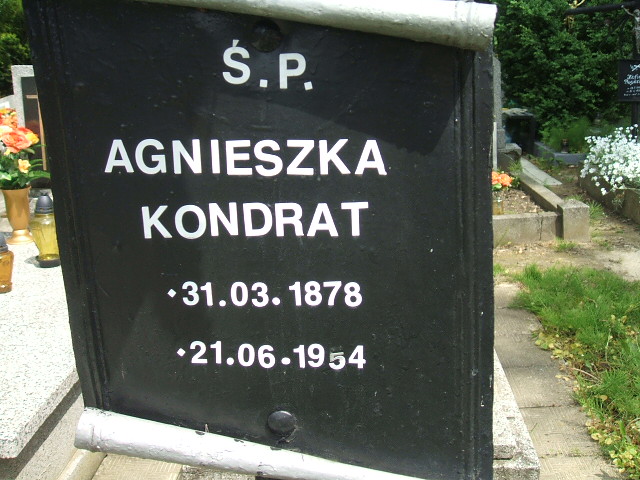 Ś.P.
AGNIESZKA
KONDRAT
31.03.1878
21.06.1954